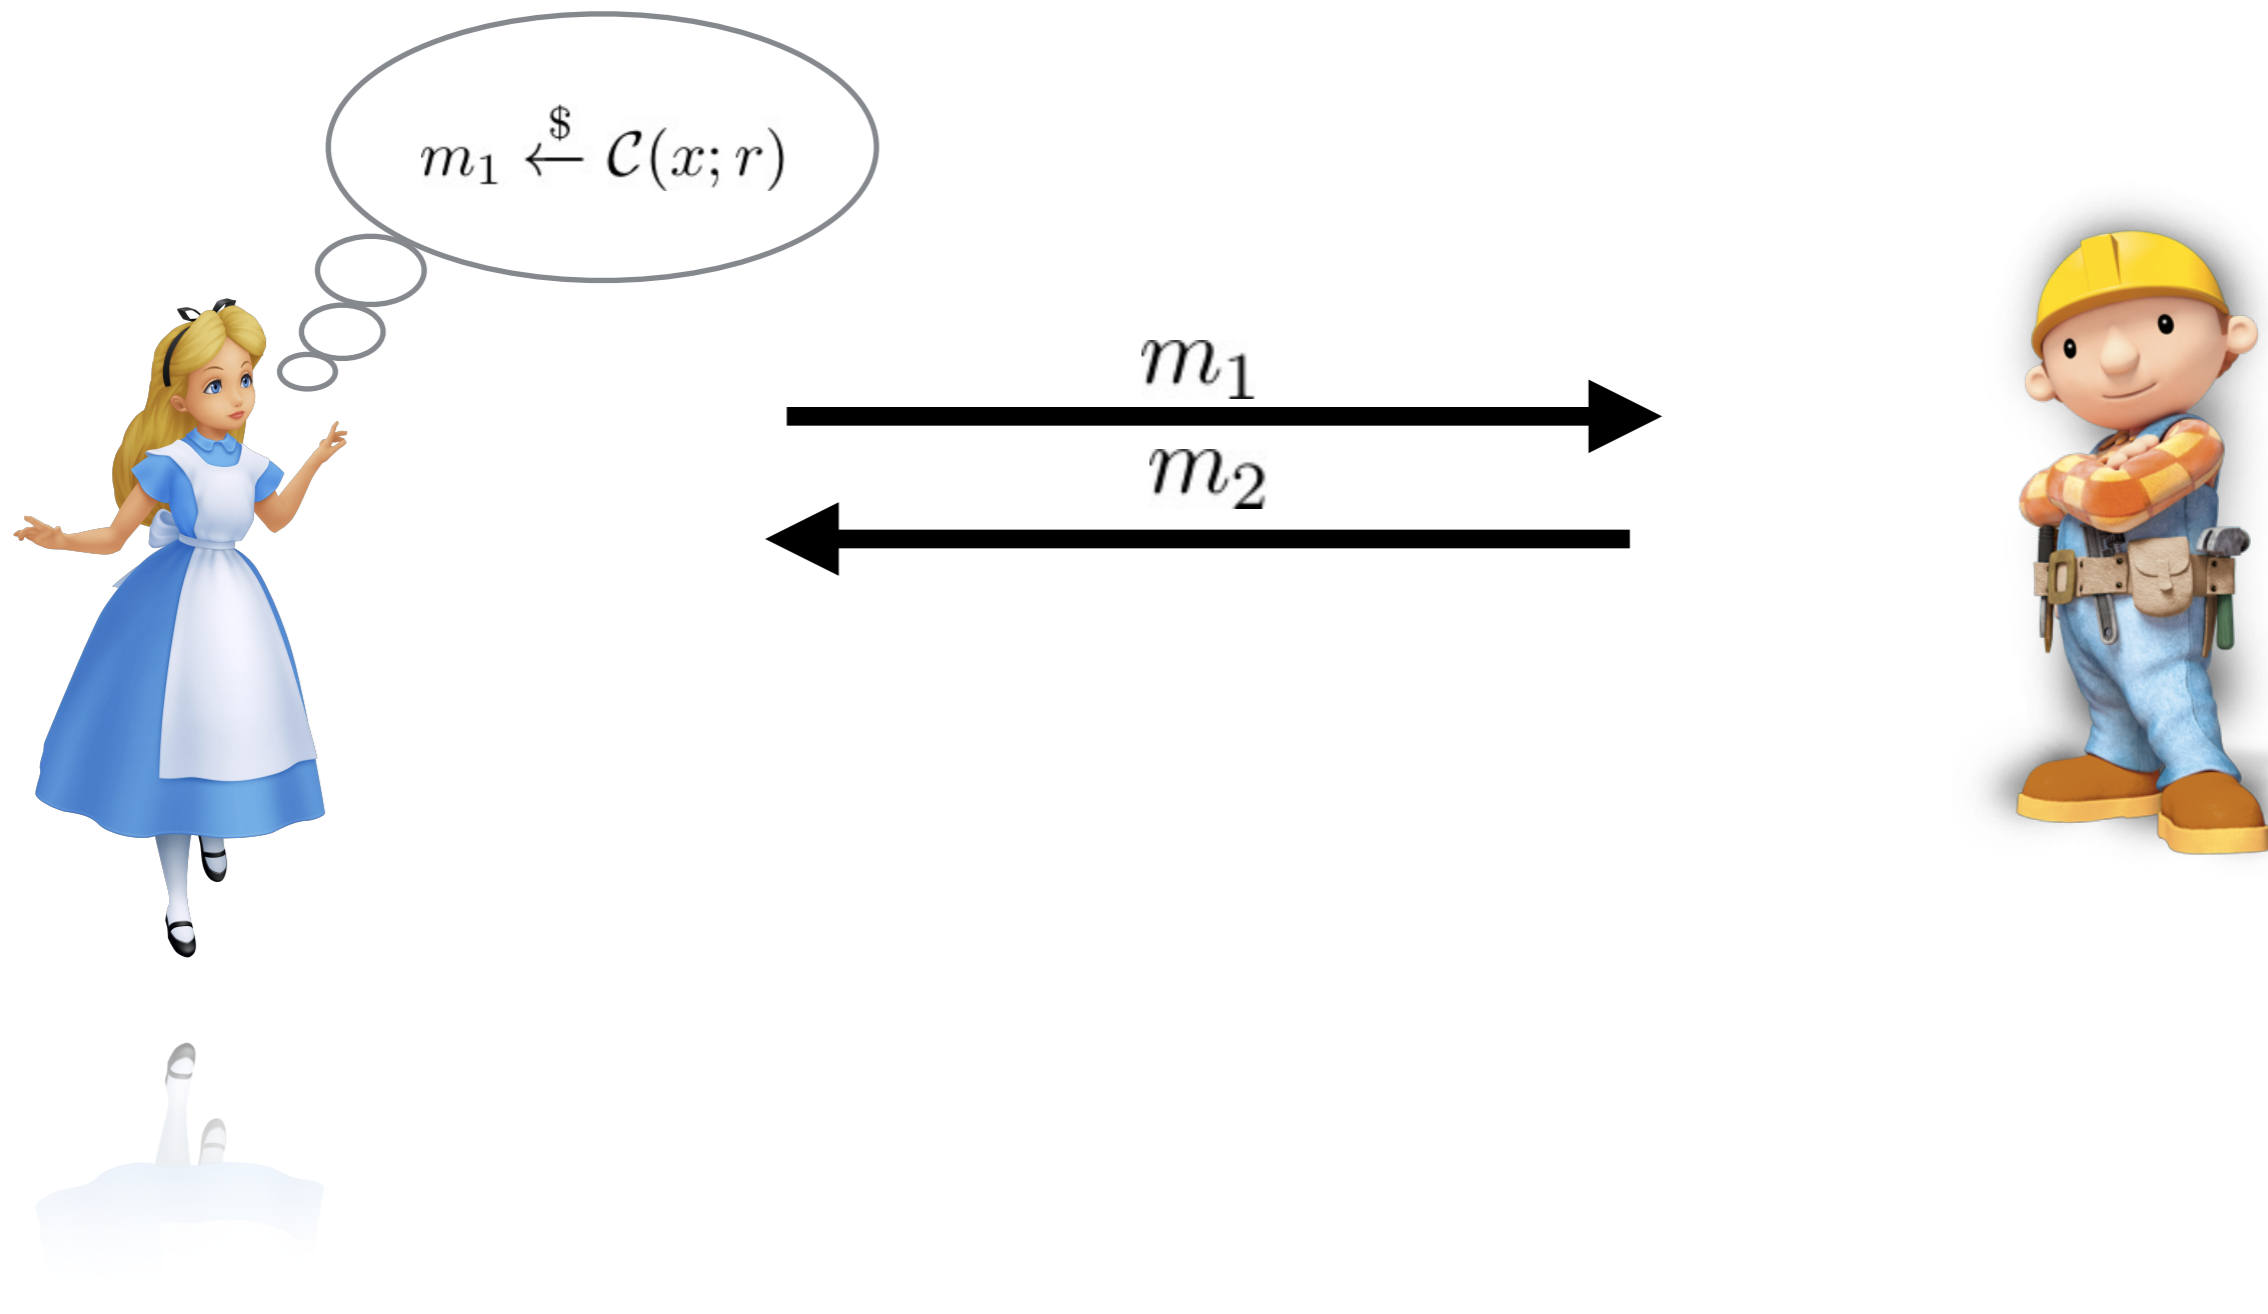 m₁ ←$ 𝒞(x; r)
m₁
m₂